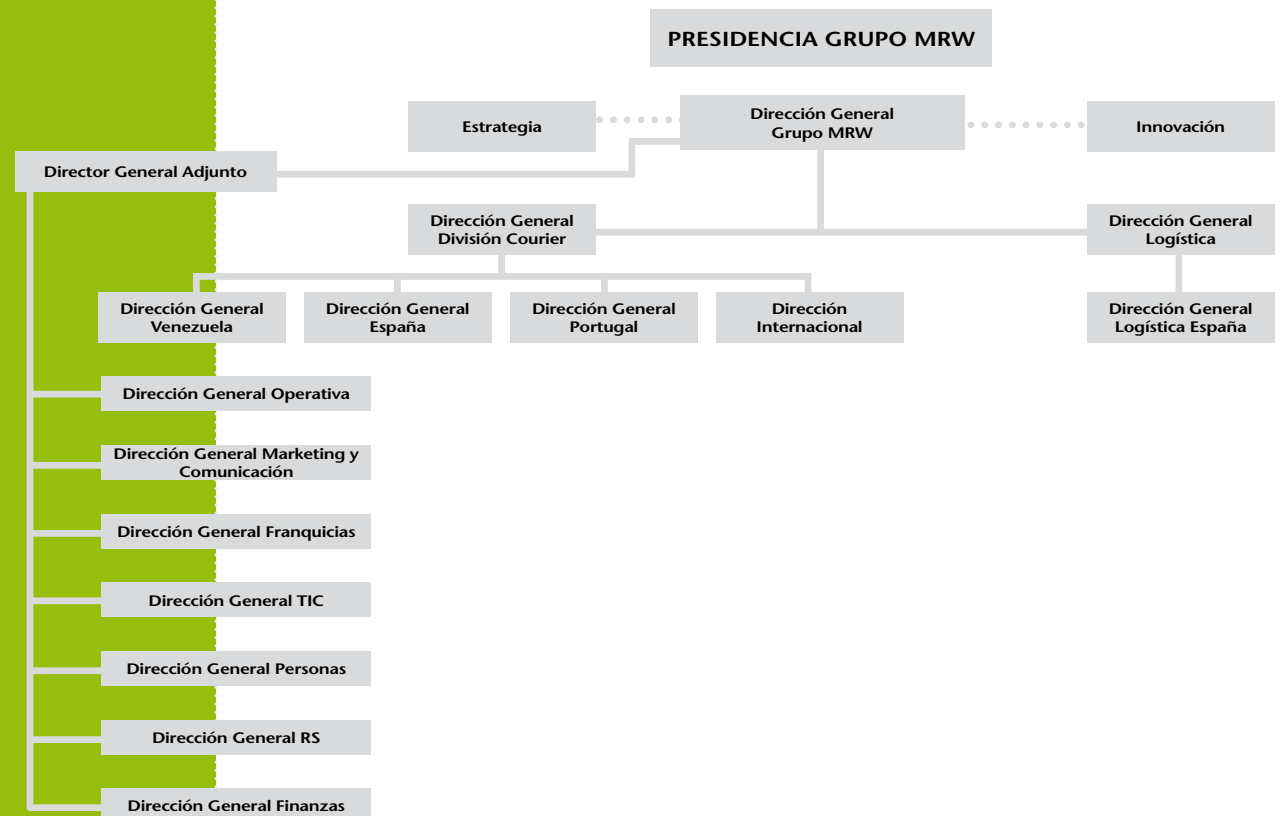 PRESIDENCIA GRUPO MRW
Estrategia
Dirección General
Grupo MRW
Innovación
Director General Adjunto
Dirección General
División Courier
Dirección General
Logística
Dirección General
Venezuela
Dirección General
España
Dirección General
Portugal
Dirección
Internacional
Dirección General
Logística España
Dirección General Operativa
Dirección General Marketing y
Comunicación
Dirección General Franquicias
Dirección General TIC
Dirección General Personas
Dirección General RS
Dirección General Finanzas